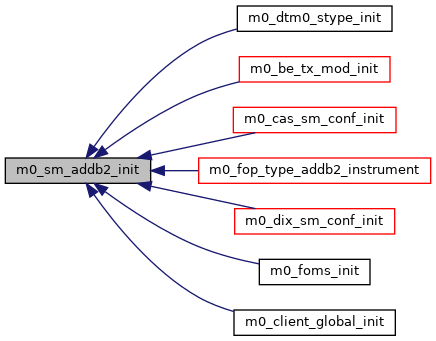 m0_dtm0_stype_init
m0_be_tx_mod_init
m0_cas_sm_conf_init
m0_sm_addb2_init
m0_fop_type_addb2_instrument
m0_dix_sm_conf_init
m0_foms_init
m0_client_global_init